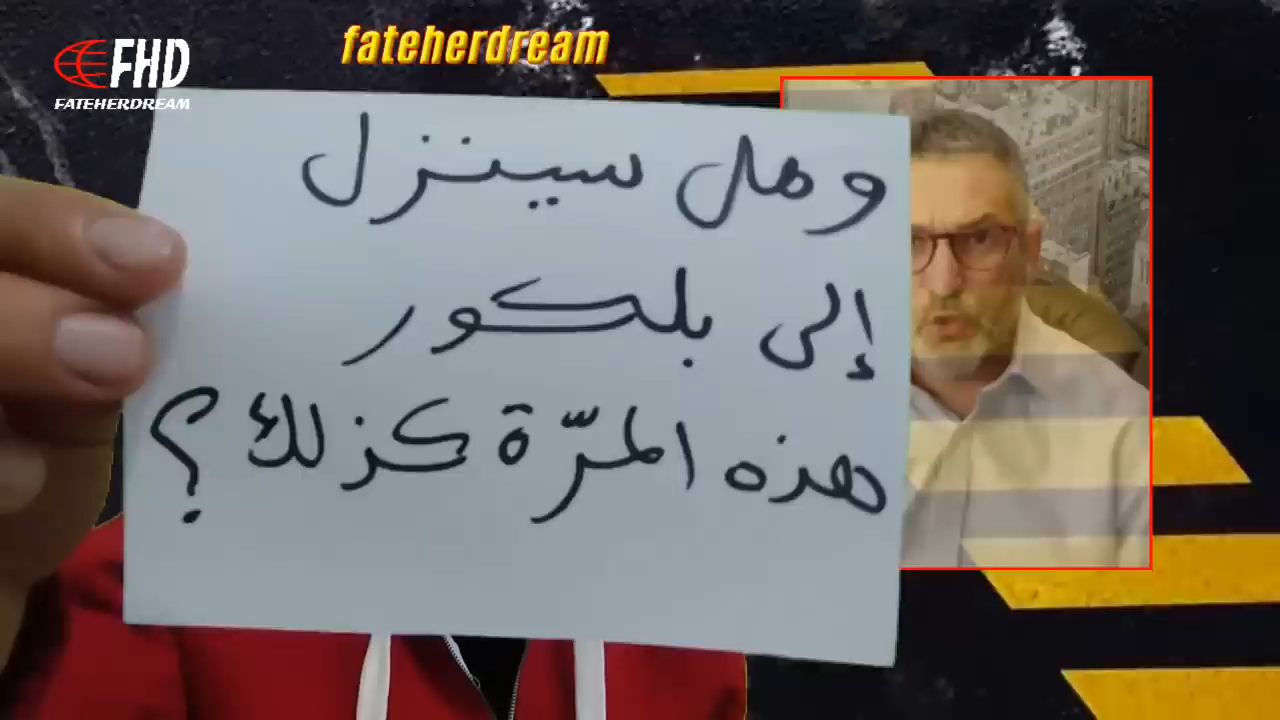 fateherdream
FHD
FATEHERDREAM
وهل سينزل
إلى بلكور
هذه المرّة كذلك؟